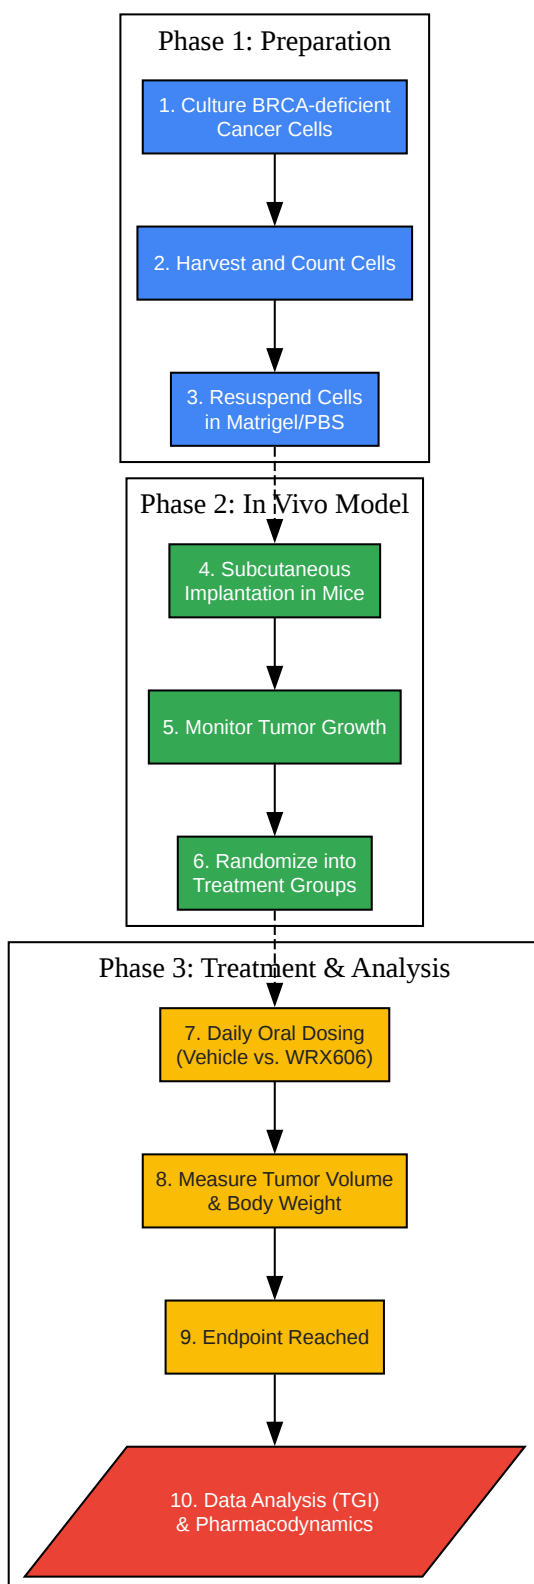 Phase 1: Preparation
1. Culture BRCA-deficient
Cancer Cells
2. Harvest and Count Cells
3. Resuspend Cells
in Matrigel/PBS
Phase 2: In Vivo Model
4. Subcutaneous
Implantation in Mice
5. Monitor Tumor Growth
6. Randomize into
Treatment Groups
Phase 3: Treatment & Analysis
7. Daily Oral Dosing
(Vehicle vs. WRX606)
8. Measure Tumor Volume
& Body Weight
9. Endpoint Reached
10. Data Analysis (TGI)
& Pharmacodynamics